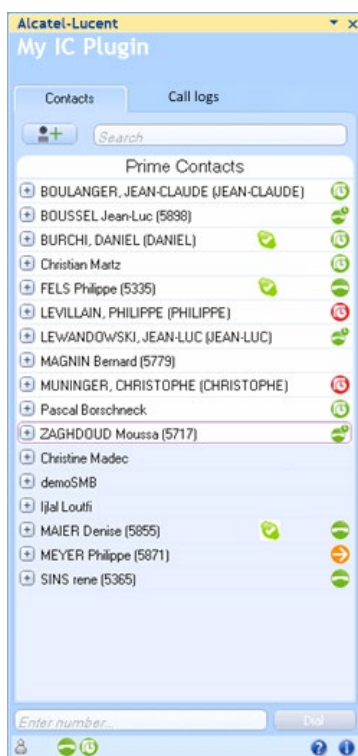 Alcatel-Lucent
My IC Plugin
Contacts
Call logs
Search
Prime Contacts
BOULANGER, JEAN-CLAUDE (JEAN-CLAUDE)
BOUSSEL Jean-Luc (5898)
BURCHI, DANIEL (DANIEL)
Christian Martz
FELS Philippe (5335)
LEVILLAIN, PHILIPPE (PHILIPPE)
LEWANDOWSKI, JEAN-LUC (JEAN-LUC)
MAGNIN Bernard (5779)
MUNINGER, CHRISTOPHE (CHRISTOPHE)
Pascal Borschneck
ZAGHDOUD Moussa (5717)
Christine Madec
demoSMB
Ijlal Loutfi
MAIER Denise (5855)
MEYER Philippe (5871)
SINS rene (5365)
Enter number...
Dial